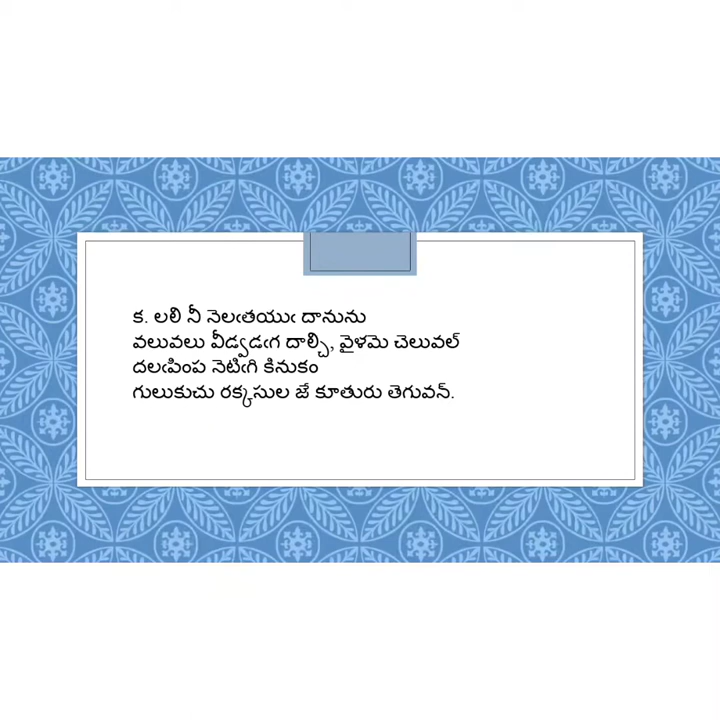 క. లలి నీ నెలఁతయుఁ దానును
వలువలు వీడ్వడఁగ దాల్చి, వైళమె చెలువల్
దలఁపింప నెటిఁగి కినుకం
గులుకుచు రక్కసుల జే కూతురు తెగువన్.